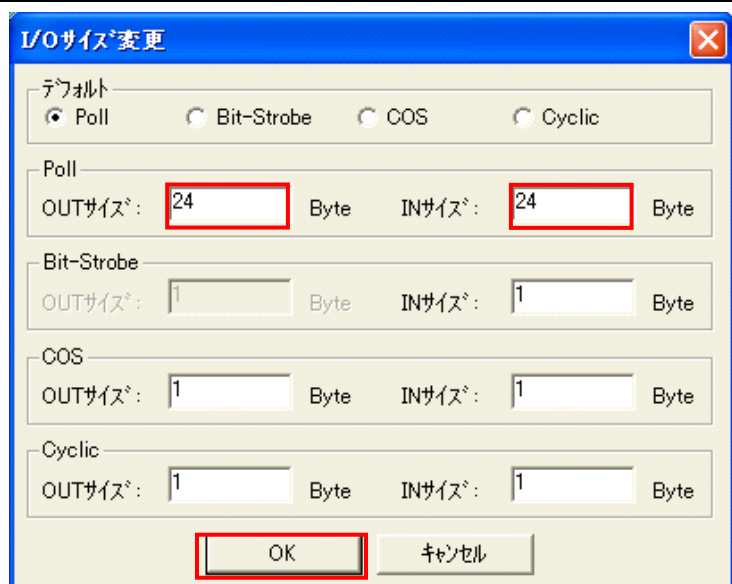 I/Oサイズ変更
デフォルト
Poll Bit-Strobe COS Cyclic
Poll
OUTサイズ: 24 Byte INサイズ: 24 Byte
Bit-Strobe
OUTサイズ: 1 Byte INサイズ: 1 Byte
COS
OUTサイズ: 1 Byte INサイズ: 1 Byte
Cyclic
OUTサイズ: 1 Byte INサイズ: 1 Byte
OK キャンセル